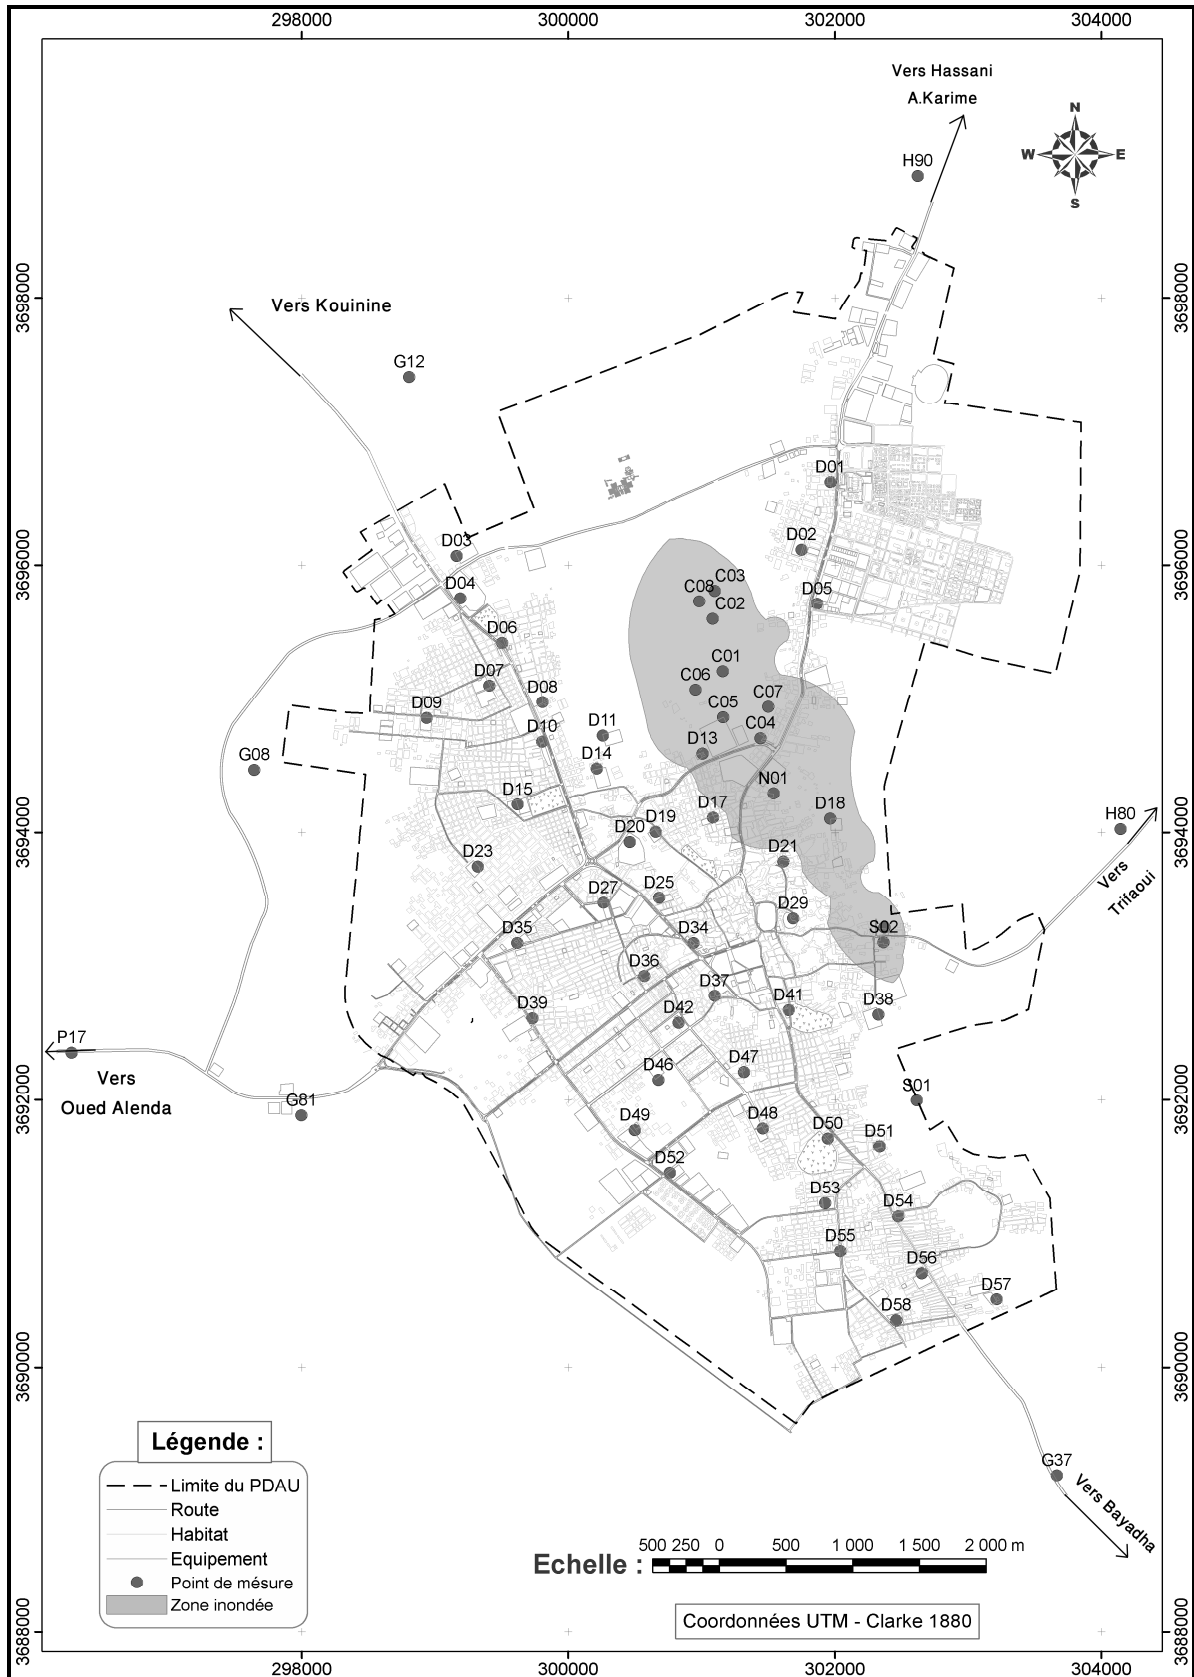 298000
300000
302000
304000
Vers Hassani
A.Karime
N
W
E
S
H90
3698000
3698000
Vers Kouinine
G12
D01
D02
3696000
3696000
D03
C03
C08
D04
D05
C02
D06
C01
D07
C06
D08
C07
D09
C05
C04
D10
D11
D13
G08
D14
N01
D15
D17
D18
H80
3694000
3694000
D19
D20
D21
D23
Vers
Trifaoui
D25
D27
D29
D34
D35
S02
D36
D37
D39
D41
D38
D42
P17
Vers
Oued Alenda
D47
D46
3692000
3692000
S01
G81
D48
D49
D50
D51
D52
D53
D54
D55
D56
D57
D58
3690000
3690000
Légende :
G37
Vers Bayadha
Limite du PDAU
Route
Habitat
Equipement
Point de mésure
Zone inondée
500 250 0 500 1 000 1 500 2 000 m
Echelle :
Coordonnées UTM - Clarke 1880
3688000
3688000
298000
300000
302000
304000